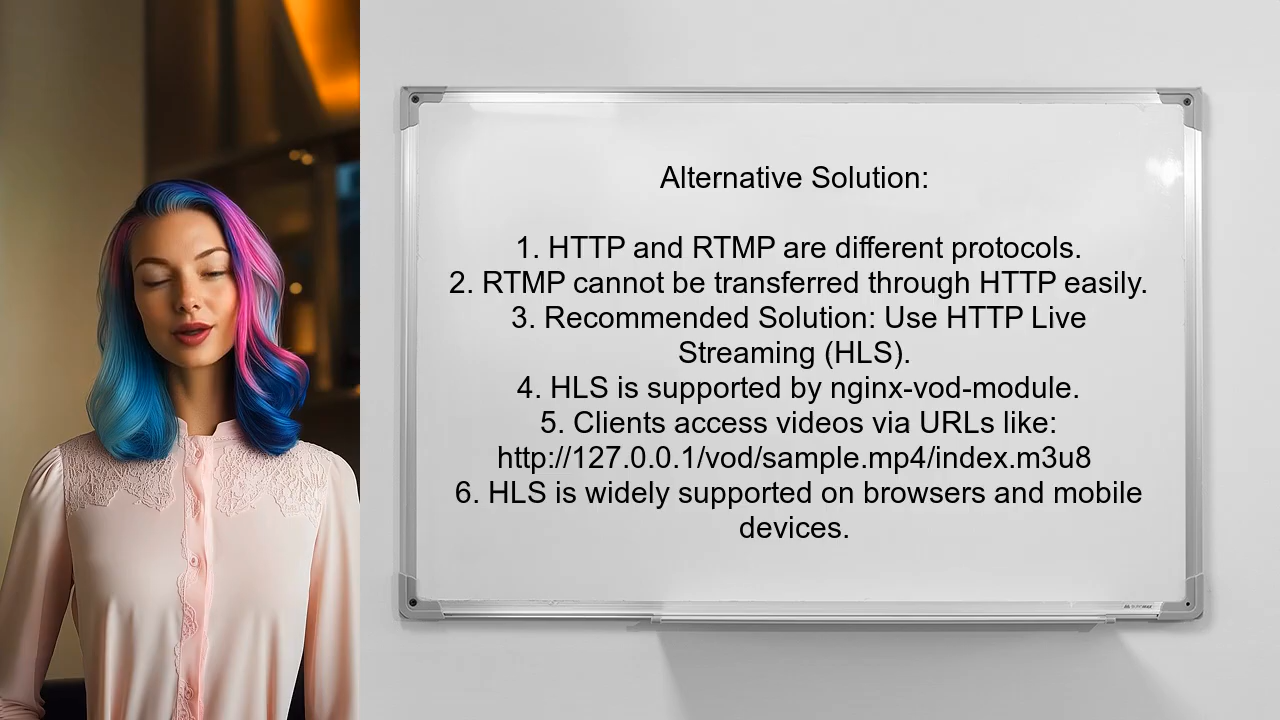 Alternative Solution:
1. HTTP and RTMP are different protocols.
2. RTMP cannot be transferred through HTTP easily.
3. Recommended Solution: Use HTTP Live
Streaming (HLS).
4. HLS is supported by nginx-vod-module.
5. Clients access videos via URLs like:
http://127.0.0.1/vod/sample.mp4/index.m3u8
6. HLS is widely supported on browsers and mobile
devices.